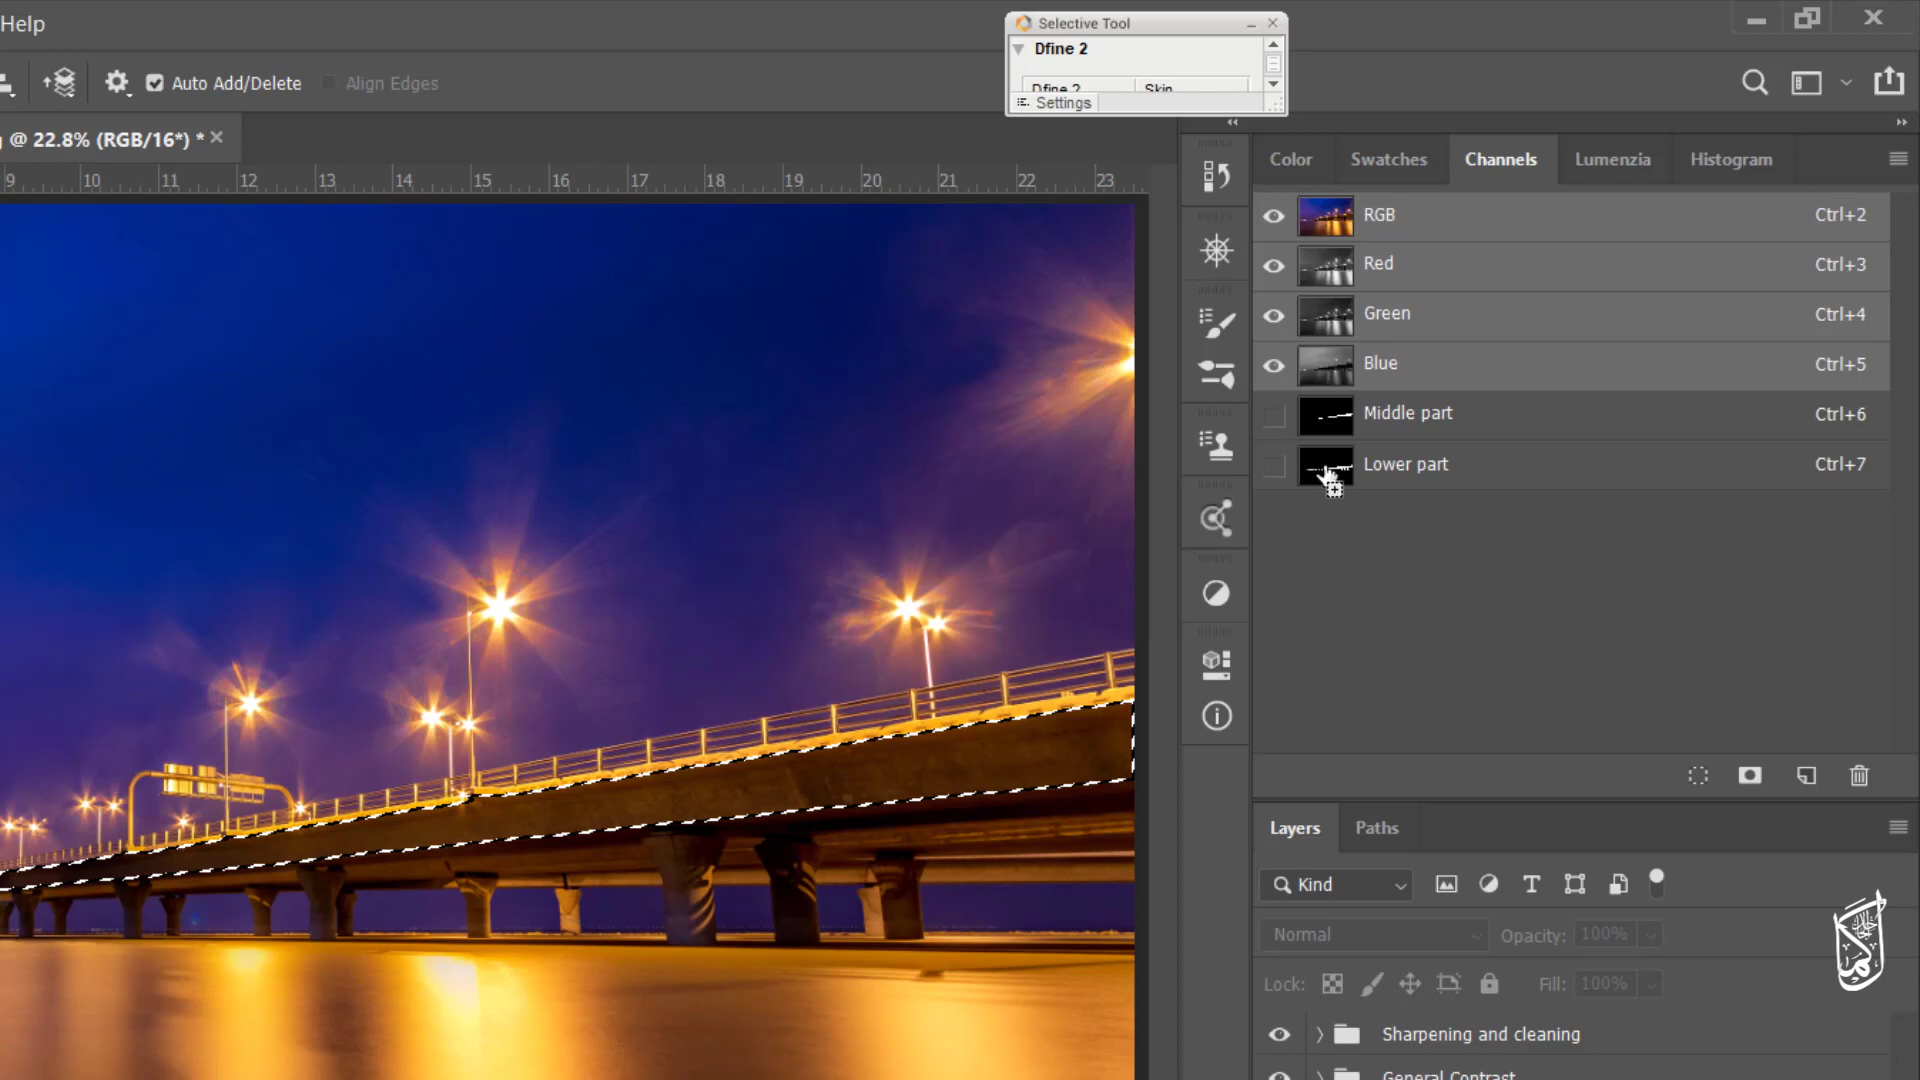 Help
Selective Tool
Dfine 2
Dfine 2 Skin
Settings
Auto Add/Delete
Align Edges
@ 22.8% (RGB/16*) *
9 10 11 12 13 14 15 16 17 18 19 20 21 22 23
Color Swatches Channels Lumenzia Histogram
RGB Ctrl+2
Red Ctrl+3
Green Ctrl+4
Blue Ctrl+5
Middle part Ctrl+6
Lower part Ctrl+7
Layers Paths
Kind
Normal Opacity: 100%
Lock: Fill: 100%
Sharpening and cleaning
General Contrast